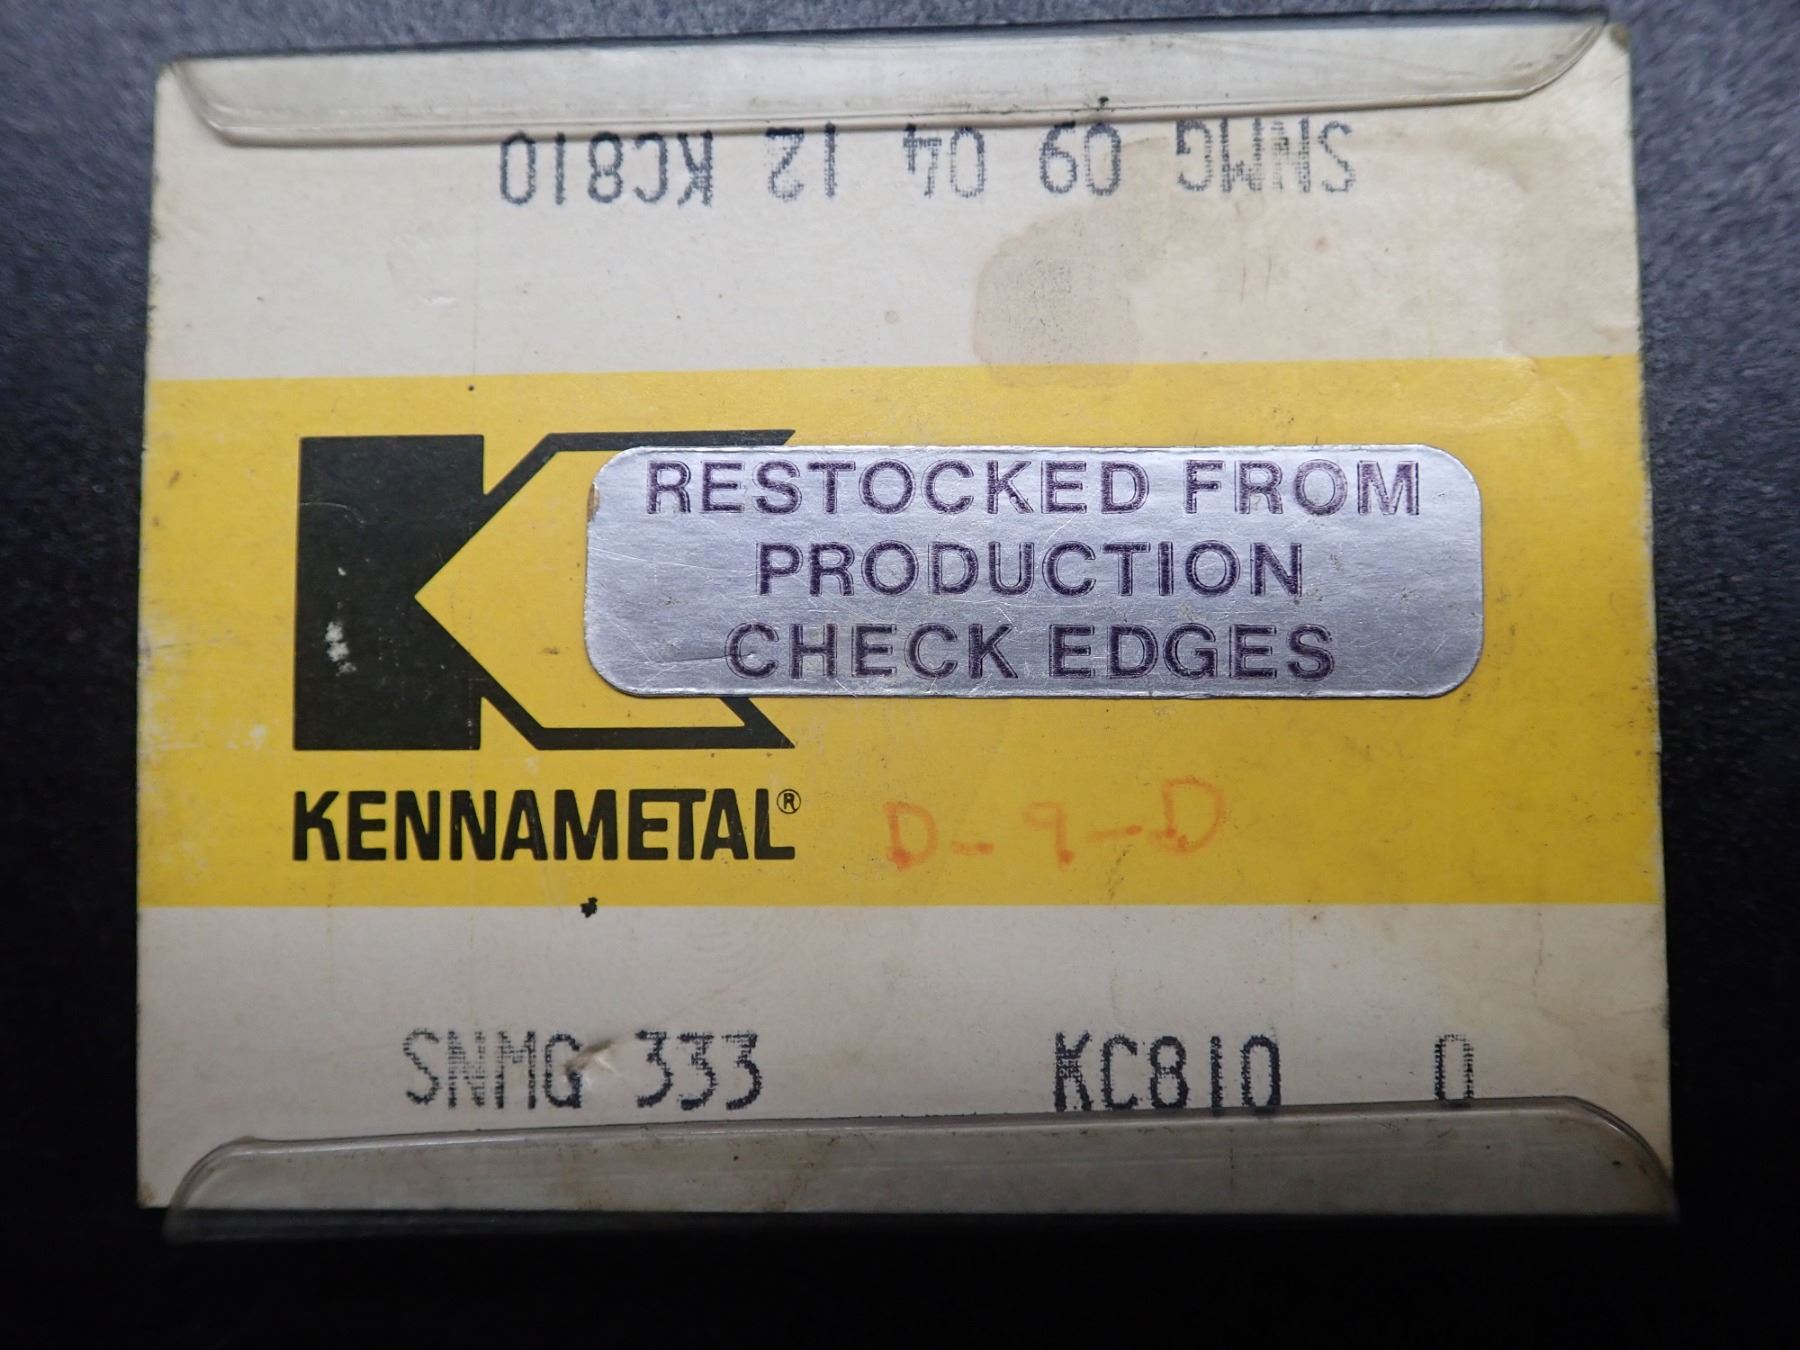 SNMG 09 04 12 KC810
RESTOCKED FROM
PRODUCTION
CHECK EDGES
KENNAMETAL®
D-9-D
SNMG 333 KC810 0